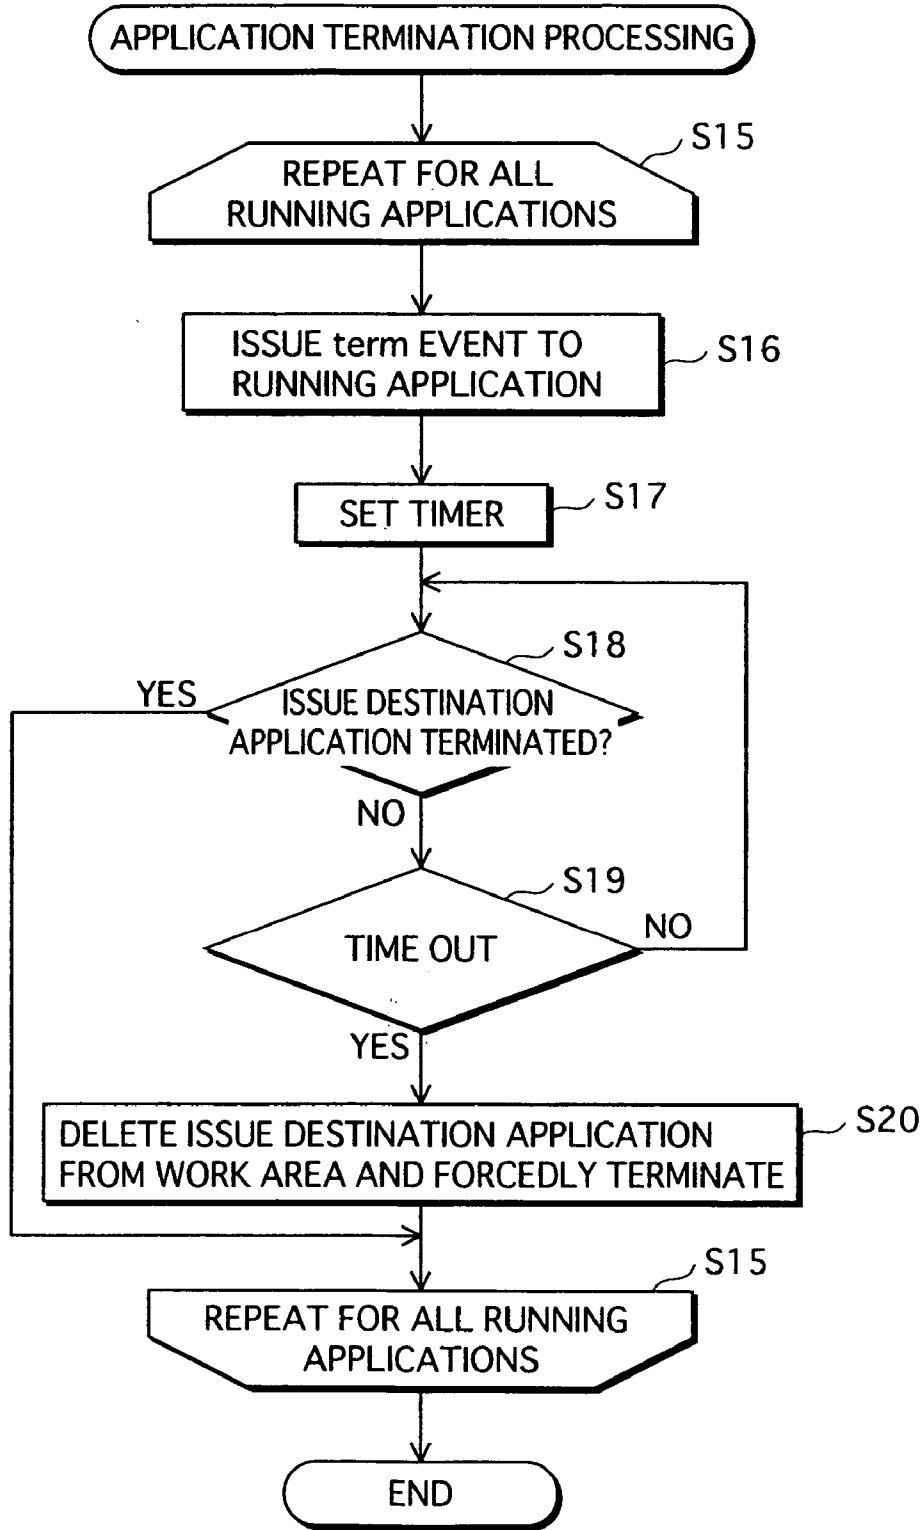 APPLICATION TERMINATION PROCESSING
S15
REPEAT FOR ALL
RUNNING APPLICATIONS
S16
ISSUE term EVENT TO
RUNNING APPLICATION
S17
SET TIMER
S18
YES
ISSUE DESTINATION
APPLICATION TERMINATED?
NO
S19
NO
TIME OUT
YES
S20
DELETE ISSUE DESTINATION APPLICATION
FROM WORK AREA AND FORCEDLY TERMINATE
S15
REPEAT FOR ALL RUNNING
APPLICATIONS
END